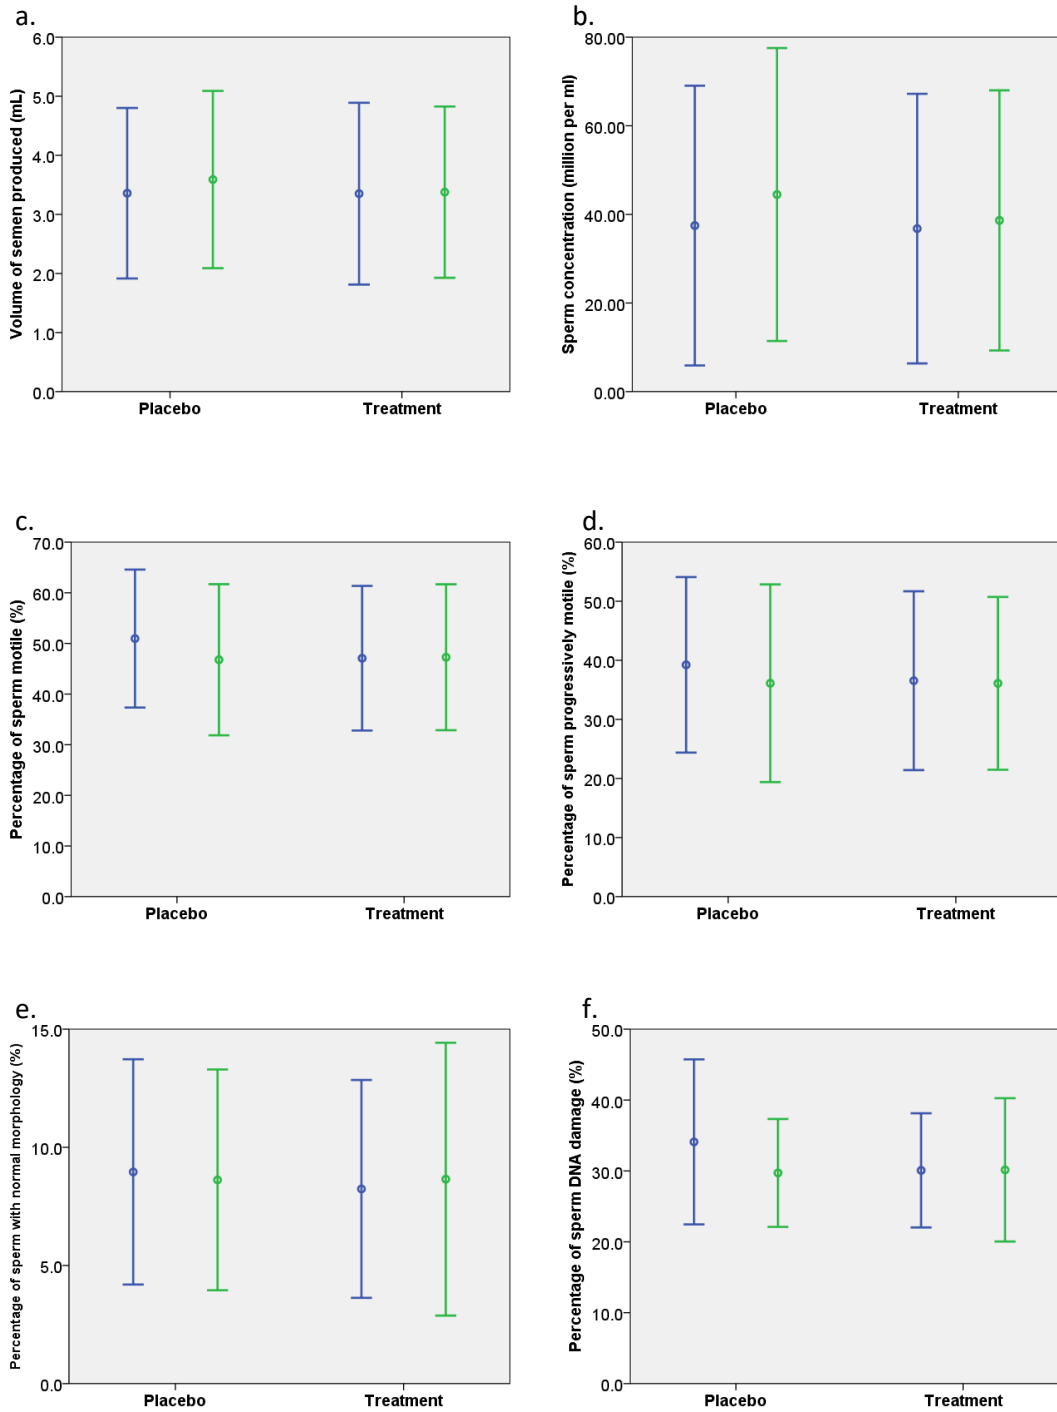 a.
Volume of semen produced (mL)
6.0
5.0
4.0
3.0
2.0
1.0
0.0
Placebo Treatment
b.
Sperm concentration (million per ml)
80.00
60.00
40.00
20.00
0.00
Placebo Treatment
c.
Percentage of sperm motile (%)
70.0
60.0
50.0
40.0
30.0
20.0
10.0
0.0
Placebo Treatment
d.
Percentage of sperm progressively motile (%)
60.0
50.0
40.0
30.0
20.0
10.0
0.0
Placebo Treatment
e.
Percentage of sperm with normal morphology (%)
15.0
10.0
5.0
0.0
Placebo Treatment
f.
Percentage of sperm DNA damage (%)
50.0
40.0
30.0
20.0
10.0
0.0
Placebo Treatment